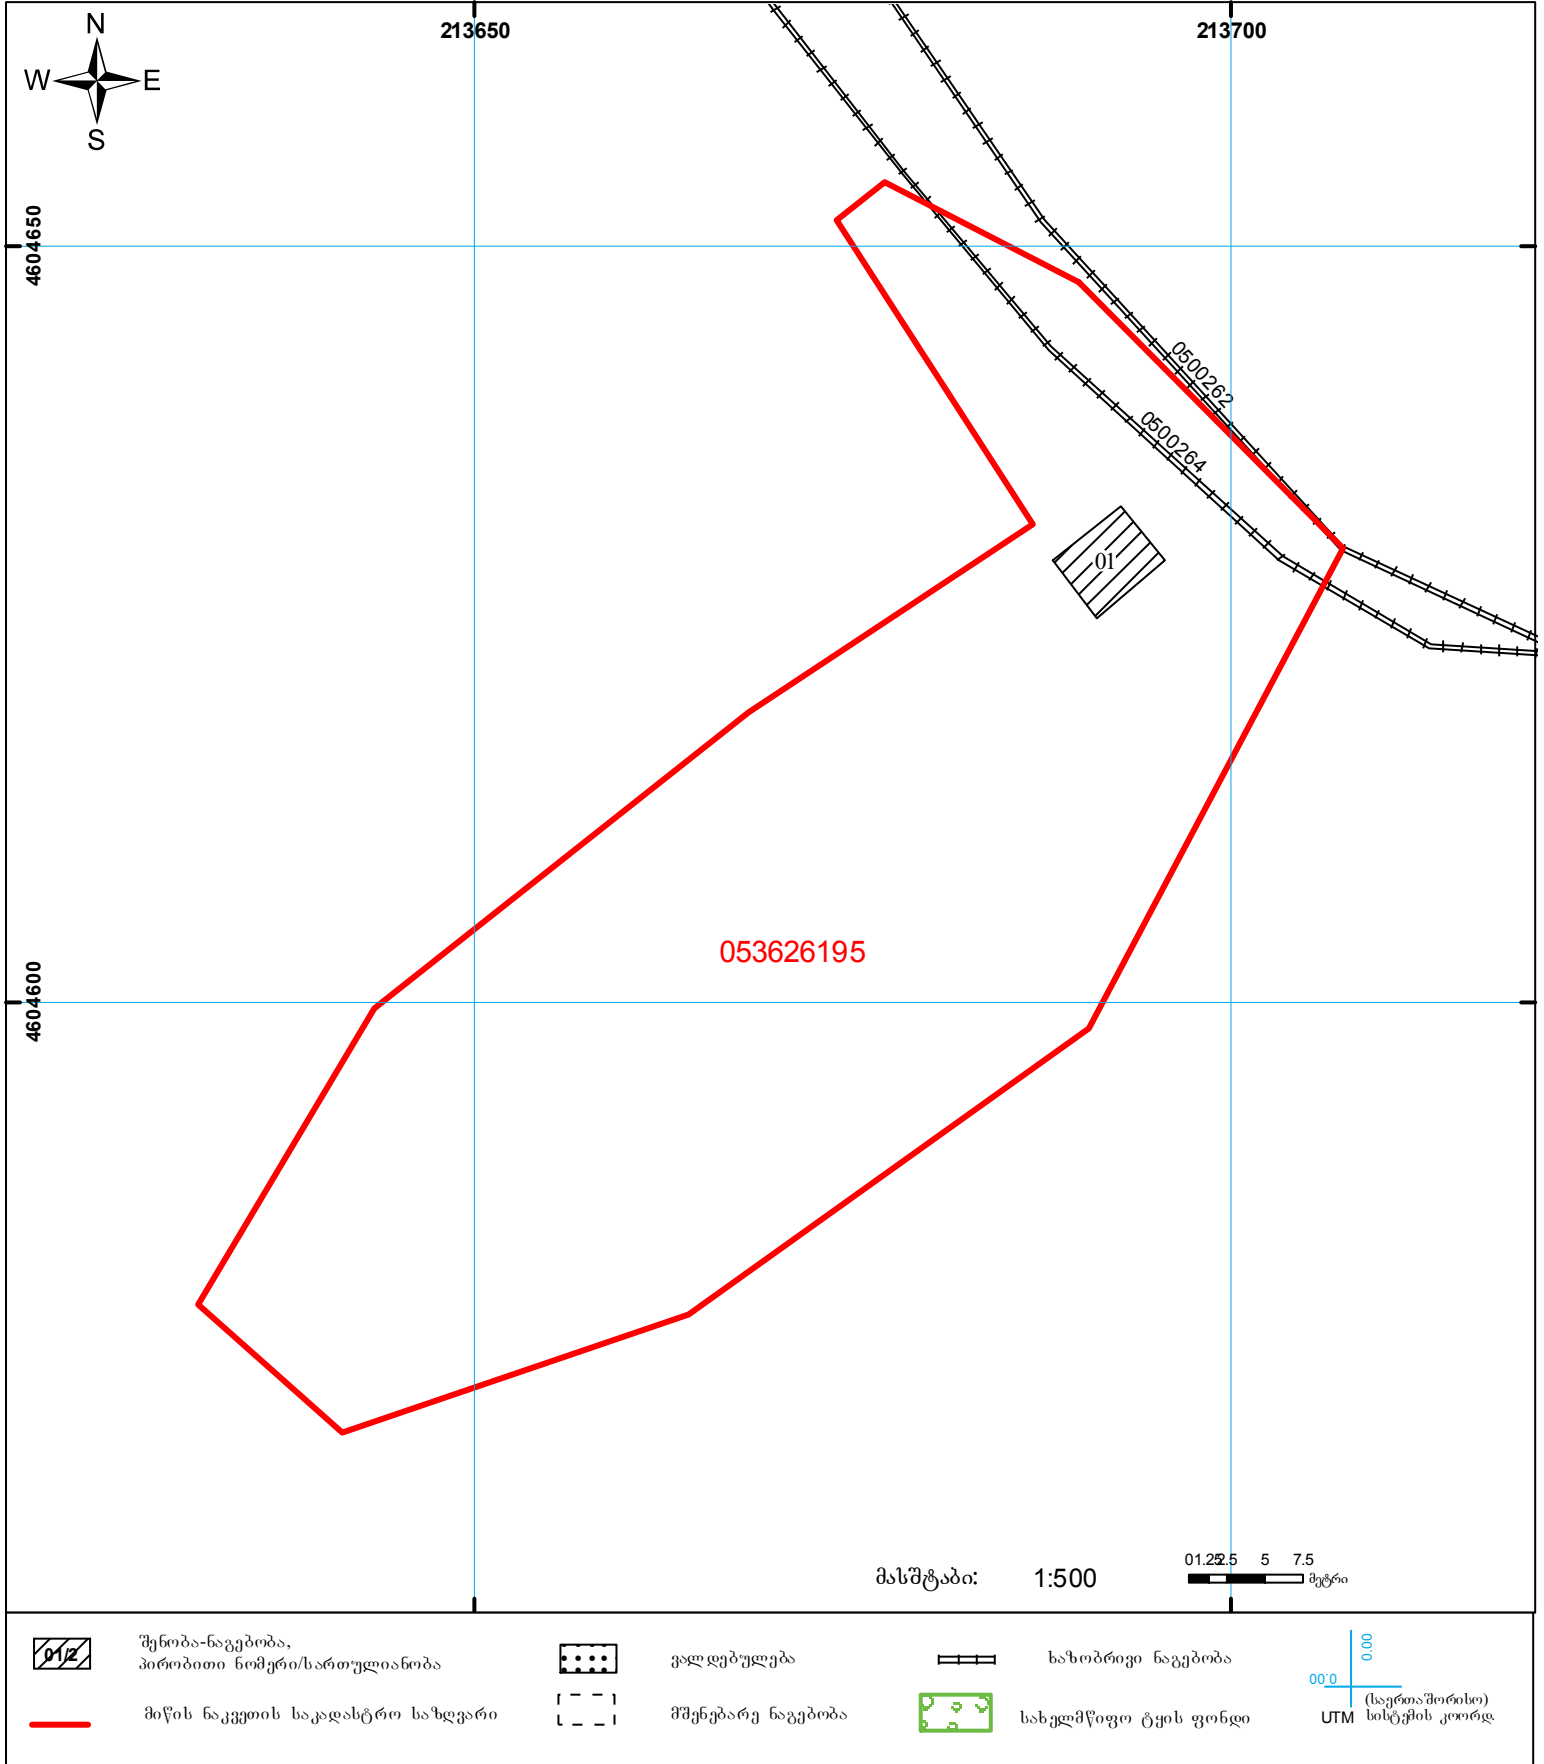 N
W E
S
213650
213700
4604650
4604600
0500262
0500264
01
053626195
მასშტაბი: 1:500
01.252.5 5 7.5
მეტრი
01/2
შენობა-ნაგებობა,
პირობითი ნომერი/სართულიანობა
ვალდებულება
ხაზობრივი ნაგებობა
00.0
00.0
მიწის ნაკვეთის საკადასტრო საზღვარი
მშენებარე ნაგებობა
სახელმწიფო ტყის ფონდი
(საერთაშორისო)
UTM სისტემის კოორდ.